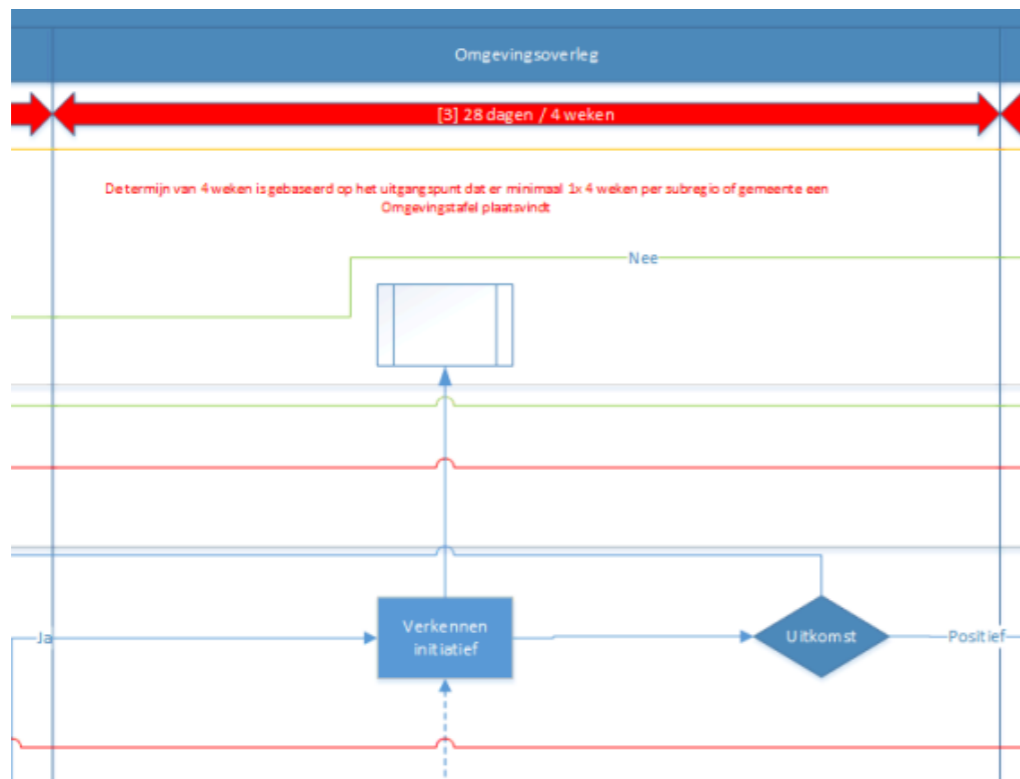 Omgevingsoverleg
[3] 28 dagen / 4 weken
De termijn van 4 weken is gebaseerd op het uitgangspunt dat er minimaal 1x 4 weken per subregio of gemeente een
Omgevingstafel plaatsvindt
Nee
Ja
Verkennen
initiatief
Uitkomst
Positief